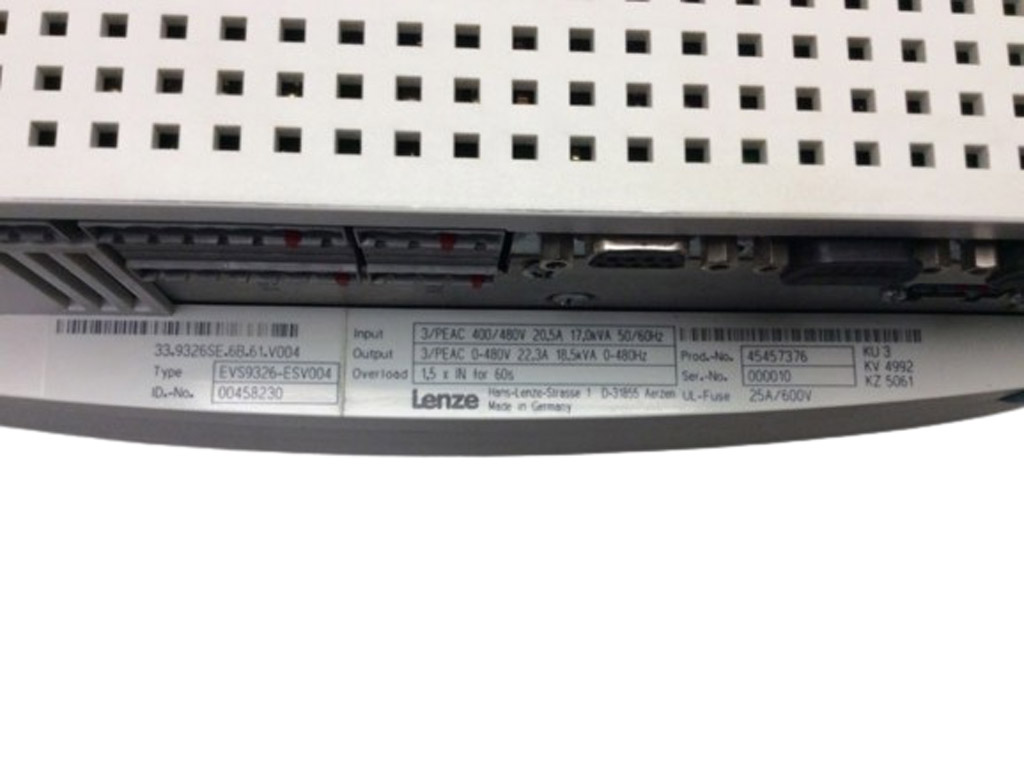 33.9326SE.6B.61.V004
Type EVS9326-ESV004
ID.-No. 00458230
Input 3/PEAC 400/480V 20.5A 17.0kVA 50/60Hz
Output 3/PEAC 0-480V 22.3A 18.5kVA 0-480Hz
Overload 1,5 x IN for 60s
Lenze Hans-Lenze-Strasse 1 D-31855 Aerzen
Made in Germany
Prod.-No. 45457376
Ser.-No. 000010
UL-Fuse 25A/600V
KU 3
KV 4992
KZ 5061